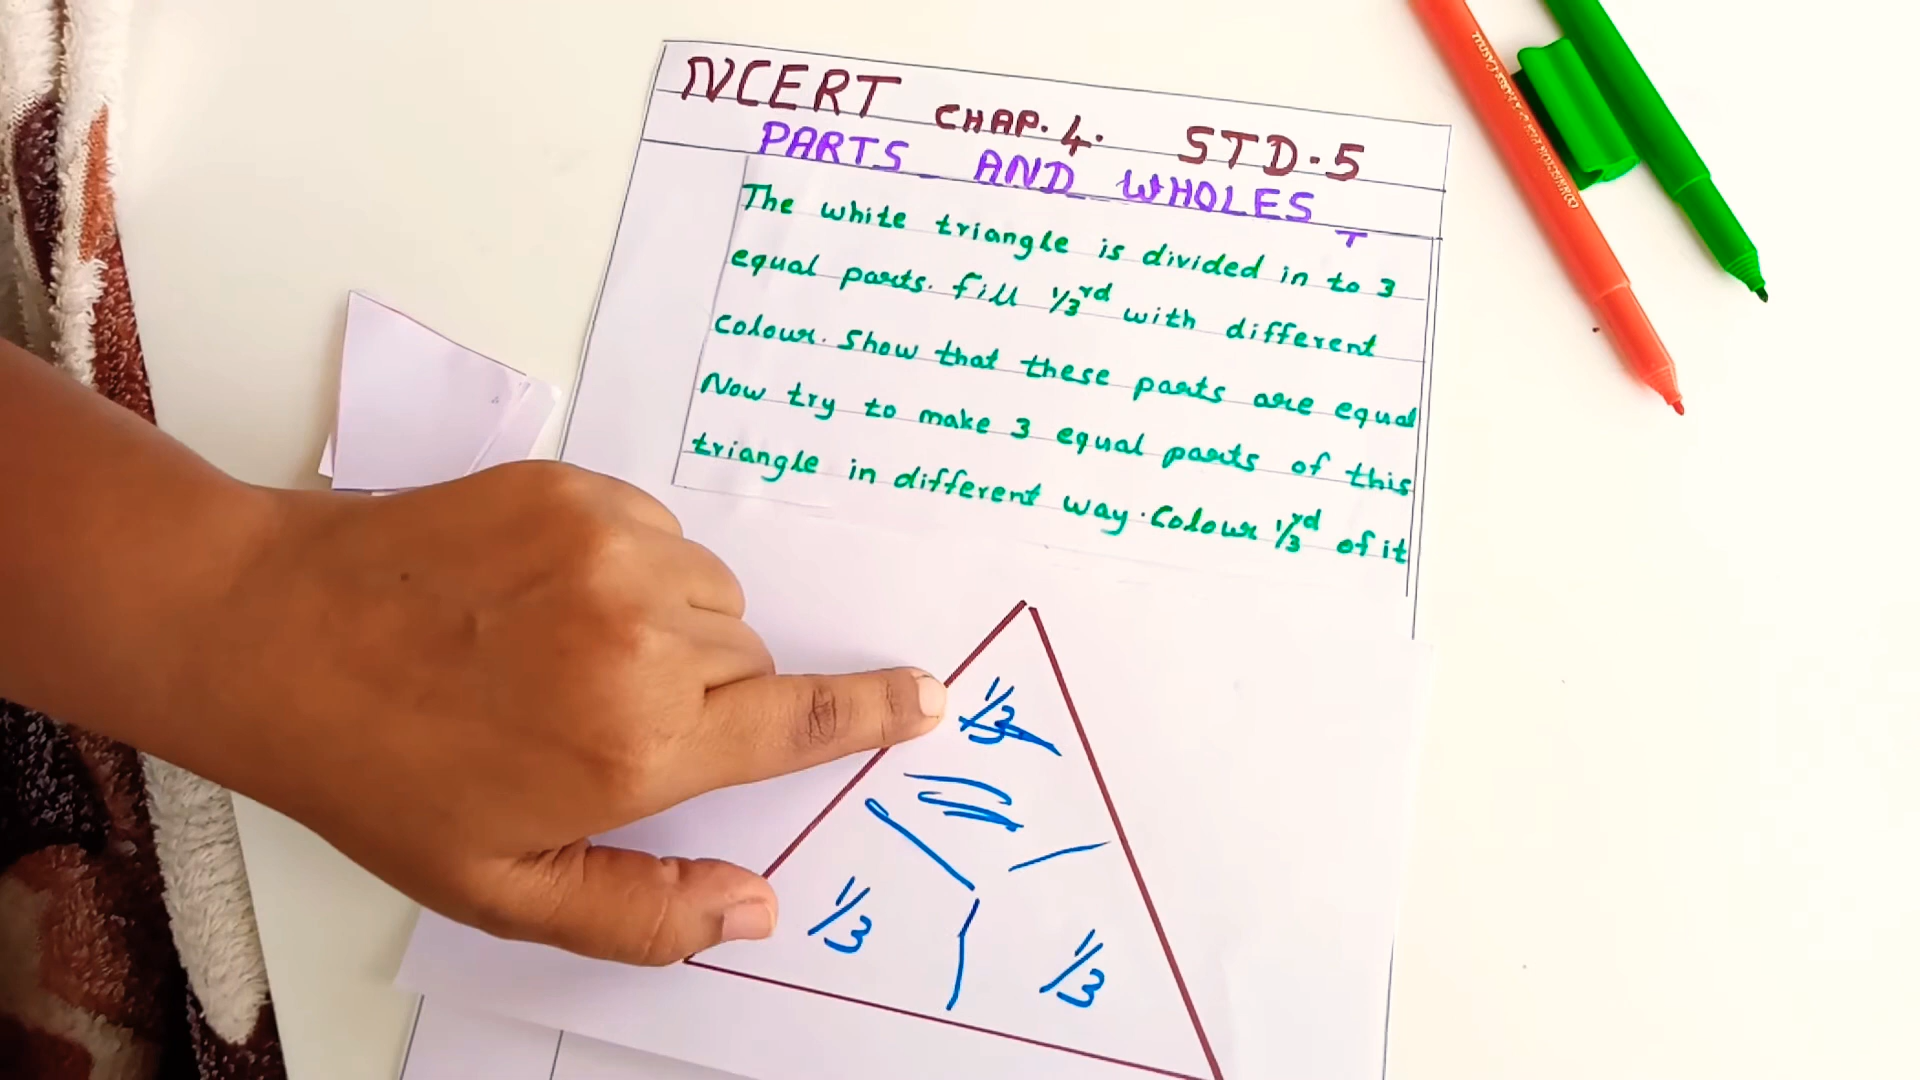 NCERT CHAP.4. STD.5
PARTS AND WHOLES
The white triangle is divided in to 3
equal parts. fill 1/3rd with different
colour. Show that these parts are equal
Now try to make 3 equal parts of this
triangle in different way. Colour 1/3rd of it
1/3
1/3
1/3